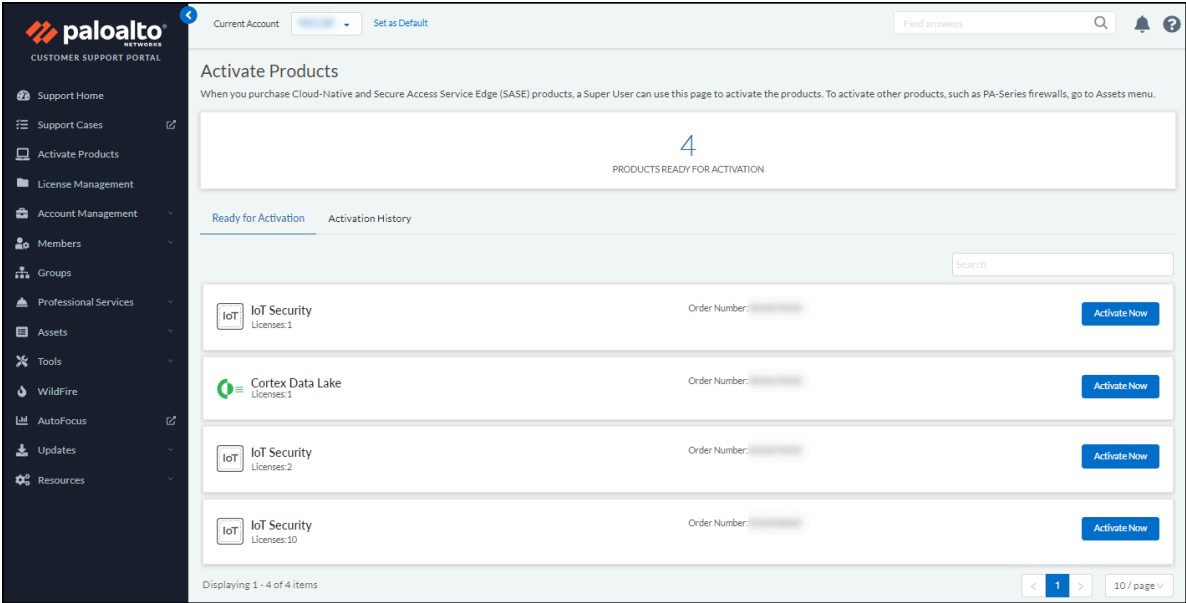 paloalto
NETWORKS
CUSTOMER SUPPORT PORTAL
Support Home
Support Cases
Activate Products
License Management
Account Management
Members
Groups
Professional Services
Assets
Tools
WildFire
AutoFocus
Updates
Resources
Current Account
Set as Default
Find answers
Activate Products
When you purchase Cloud-Native and Secure Access Service Edge (SASE) products, a Super User can use this page to activate the products. To activate other products, such as PA-Series firewalls, go to Assets menu.
4
PRODUCTS READY FOR ACTIVATION
Ready for Activation Activation History
Search
IoT IoT Security Order Number: Activate Now
Licenses:1
Cortex Data Lake Order Number: Activate Now
Licenses:1
IoT IoT Security Order Number: Activate Now
Licenses:2
IoT IoT Security Order Number: Activate Now
Licenses:10
Displaying 1 - 4 of 4 items < 1 > 10 / page